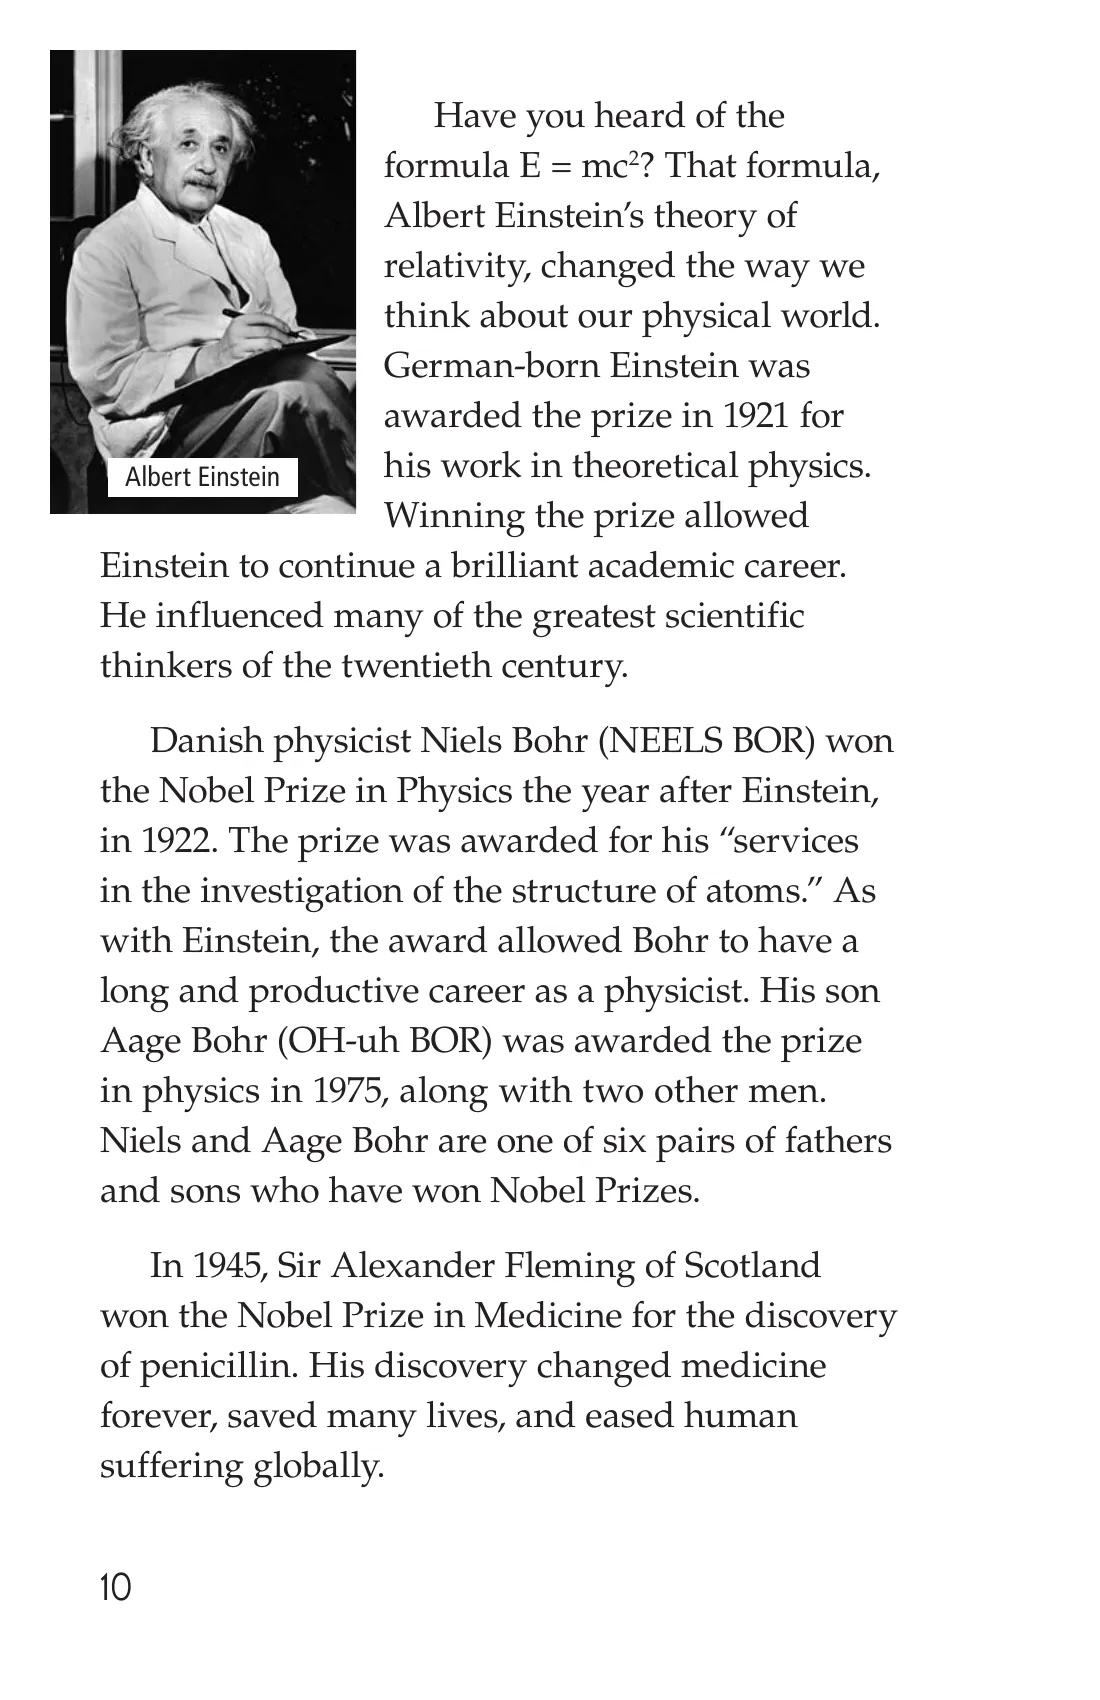 Have you heard of the
formula E = mc²? That formula,
Albert Einstein’s theory of
relativity, changed the way we
think about our physical world.
German-born Einstein was
awarded the prize in 1921 for
his work in theoretical physics.
Winning the prize allowed
Albert Einstein
Einstein to continue a brilliant academic career.
He influenced many of the greatest scientific
thinkers of the twentieth century.
Danish physicist Niels Bohr (NEELS BOR) won
the Nobel Prize in Physics the year after Einstein,
in 1922. The prize was awarded for his “services
in the investigation of the structure of atoms.” As
with Einstein, the award allowed Bohr to have a
long and productive career as a physicist. His son
Aage Bohr (OH-uh BOR) was awarded the prize
in physics in 1975, along with two other men.
Niels and Aage Bohr are one of six pairs of fathers
and sons who have won Nobel Prizes.
In 1945, Sir Alexander Fleming of Scotland
won the Nobel Prize in Medicine for the discovery
of penicillin. His discovery changed medicine
forever, saved many lives, and eased human
suffering globally.
10